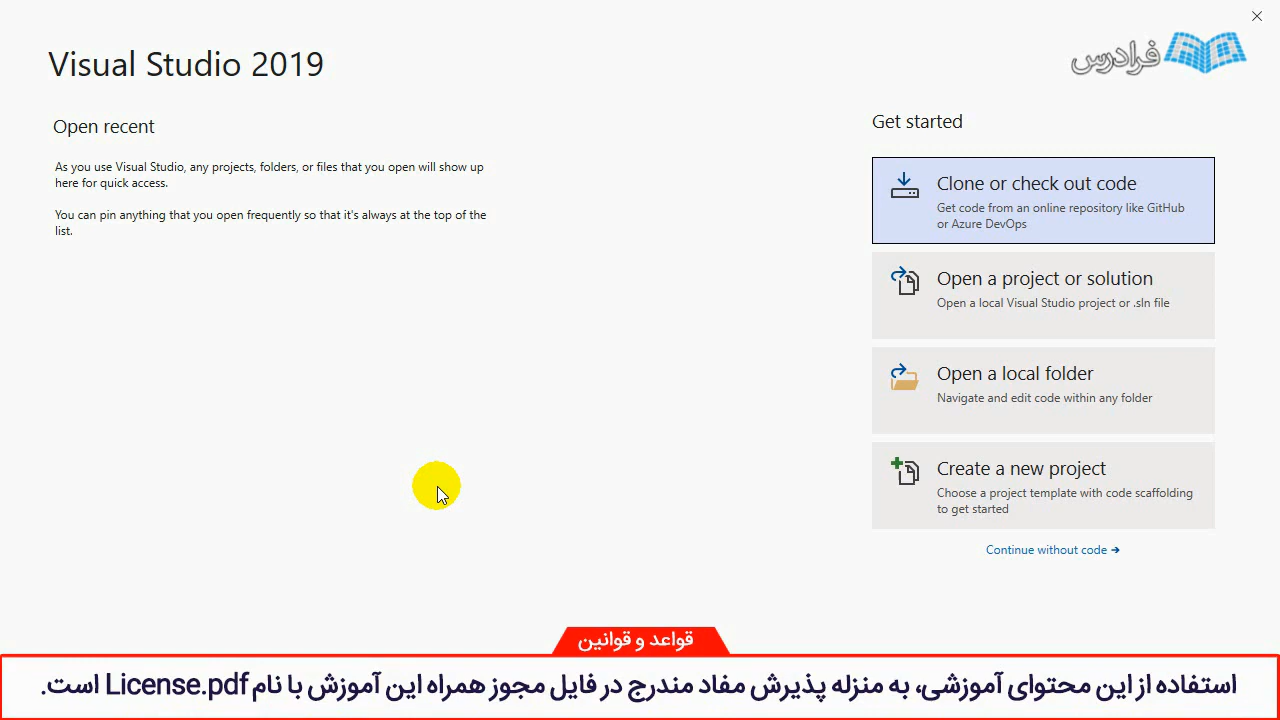 Visual Studio 2019
فرادرس
Open recent
As you use Visual Studio, any projects, folders, or files that you open will show up
here for quick access.
You can pin anything that you open frequently so that it's always at the top of the
list.
Get started
Clone or check out code
Get code from an online repository like GitHub
or Azure DevOps
Open a project or solution
Open a local Visual Studio project or .sln file
Open a local folder
Navigate and edit code within any folder
Create a new project
Choose a project template with code scaffolding
to get started
Continue without code →
قواعد و قوانین
استفاده از این محتوای آموزشی، به منزله پذیرش مفاد مندرج در فایل مجوز همراه این آموزش با نام License.pdf است.